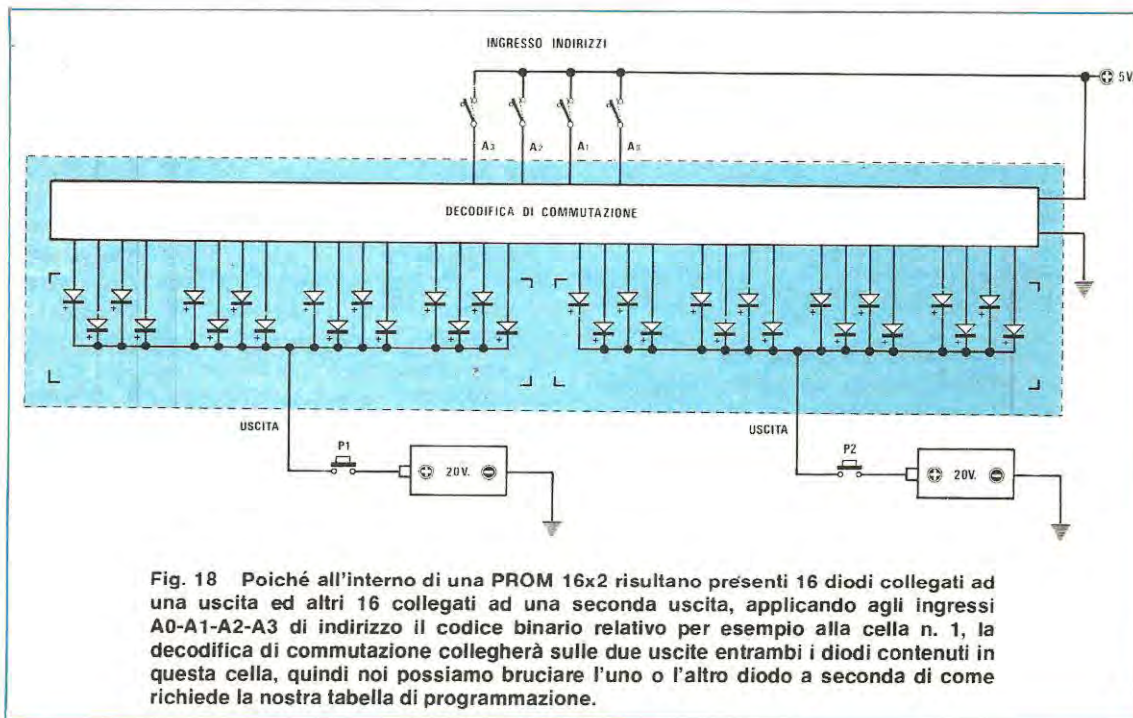 INGRESSO INDIRIZZI
5V.
A3 A2 A1 A0
DECODIFICA DI COMMUTAZIONE
USCITA USCITA
P1 P2
20V. 20V.
Fig. 18 Poiché all'interno di una PROM 16x2 risultano presenti 16 diodi collegati ad
una uscita ed altri 16 collegati ad una seconda uscita, applicando agli ingressi
A0-A1-A2-A3 di indirizzo il codice binario relativo per esempio alla cella n. 1, la
decodifica di commutazione collegherà sulle due uscite entrambi i diodi contenuti in
questa cella, quindi noi possiamo bruciare l'uno o l'altro diodo a seconda di come
richiede la nostra tabella di programmazione.